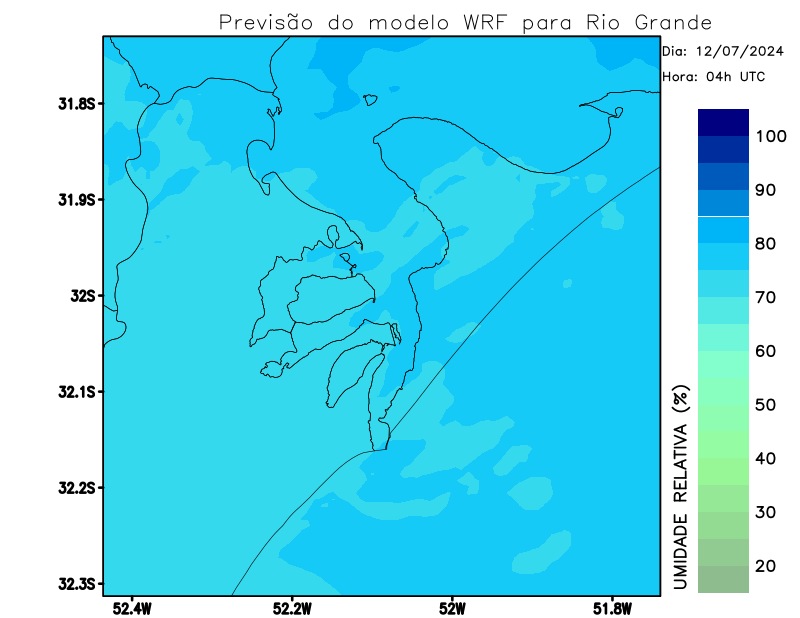 Previsão do modelo WRF para Rio Grande
Dia: 12/07/2024
Hora: 04h UTC
31.8S
31.9S
32S
32.1S
32.2S
32.3S
52.4W
52.2W
52W
51.8W
100
90
80
70
60
50
40
30
20
UMIDADE RELATIVA (%)